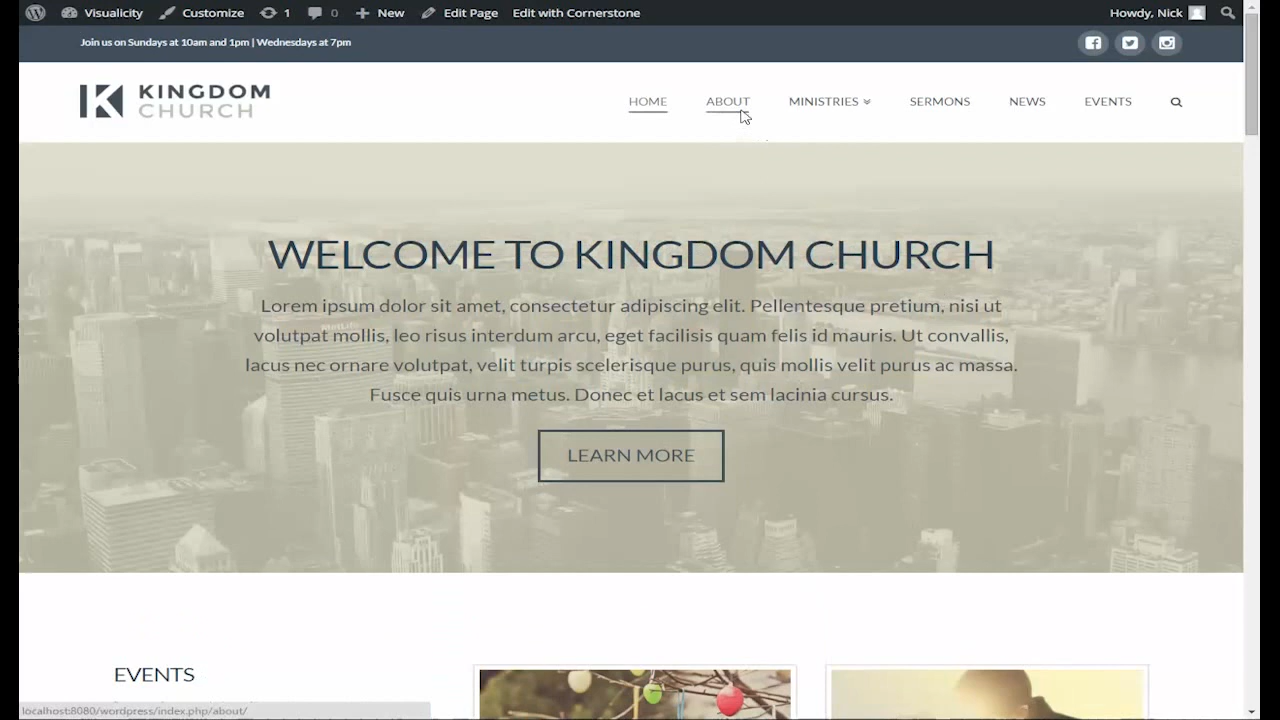 Visualicity Customize 1 0 New Edit Page Edit with Cornerstone Howdy, Nick
Join us on Sundays at 10am and 1pm | Wednesdays at 7pm
KINGDOM
CHURCH
HOME ABOUT MINISTRIES SERMONS NEWS EVENTS
WELCOME TO KINGDOM CHURCH
Lorem ipsum dolor sit amet, consectetur adipiscing elit. Pellentesque pretium, nisi ut
volutpat mollis, leo risus interdum arcu, eget facilisis quam felis id mauris. Ut convallis,
lacus nec ornare volutpat, velit turpis scelerisque purus, quis mollis velit purus ac massa.
Fusce quis urna metus. Donec et lacus et sem lacinia cursus.
LEARN MORE
EVENTS
localhost:8080/wordpress/index.php/about/